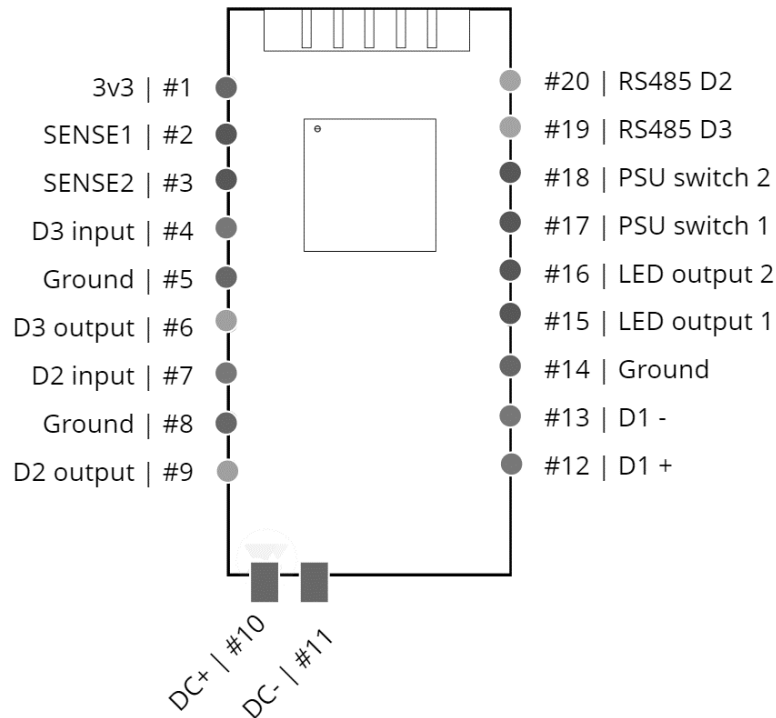 3v3 | #1
SENSE1 | #2
SENSE2 | #3
D3 input | #4
Ground | #5
D3 output | #6
D2 input | #7
Ground | #8
D2 output | #9
DC+ | #10
DC- | #11
#20 | RS485 D2
#19 | RS485 D3
#18 | PSU switch 2
#17 | PSU switch 1
#16 | LED output 2
#15 | LED output 1
#14 | Ground
#13 | D1 -
#12 | D1 +